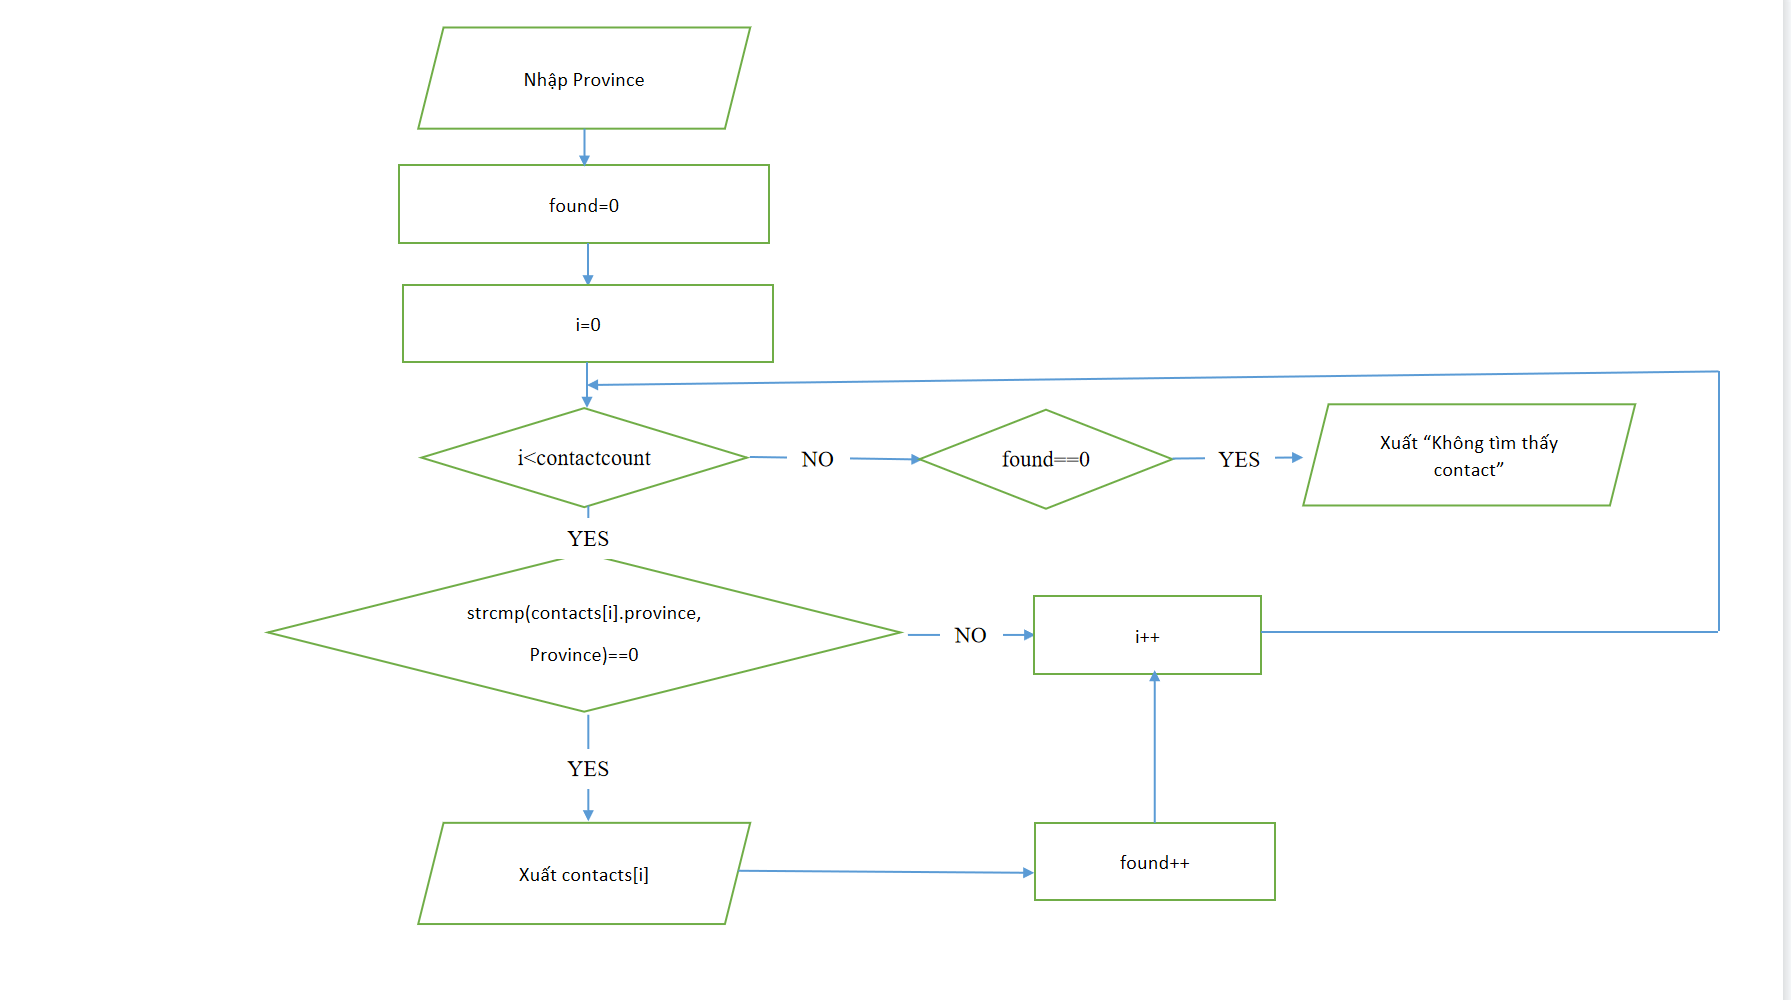 Nhập Province
found=0
i=0
i<contactcount
NO
found==0
YES
Xuất “Không tìm thấy
contact”
YES
strcmp(contacts[i].province,
Province)==0
NO
i++
YES
Xuất contacts[i]
found++